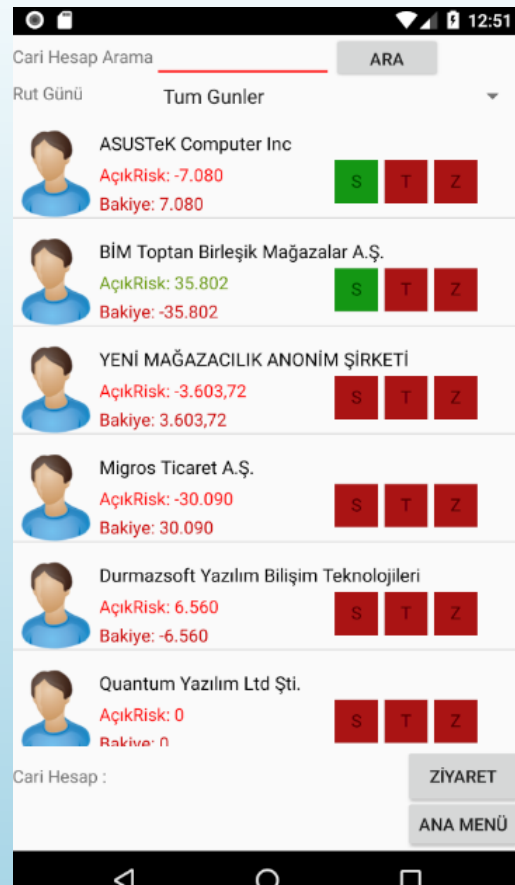 12:51
Cari Hesap Arama ARA
Rut Günü Tum Gunler
ASUSTeK Computer Inc
AçıkRisk: -7.080
S T Z
Bakiye: 7.080
BİM Toptan Birleşik Mağazalar A.Ş.
AçıkRisk: 35.802
S T Z
Bakiye: -35.802
YENİ MAĞAZACILIK ANONİM ŞİRKETİ
AçıkRisk: -3.603,72
S T Z
Bakiye: 3.603,72
Migros Ticaret A.Ş.
AçıkRisk: -30.090
S T Z
Bakiye: 30.090
Durmazsoft Yazılım Bilişim Teknolojileri
AçıkRisk: 6.560
S T Z
Bakiye: -6.560
Quantum Yazılım Ltd Şti.
AçıkRisk: 0
S T Z
Bakiye: 0
Cari Hesap : ZİYARET
ANA MENÜ